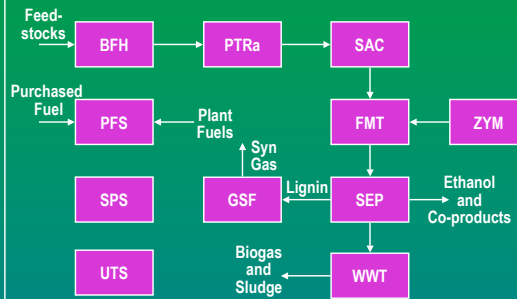 Feed-
stocks
BFH
PTRa
SAC
Purchased
Fuel
PFS
Plant
Fuels
FMT
ZYM
Syn
Gas
SPS
GSF
Lignin
SEP
Ethanol
and
Co-products
UTS
Biogas
and
Sludge
WWT